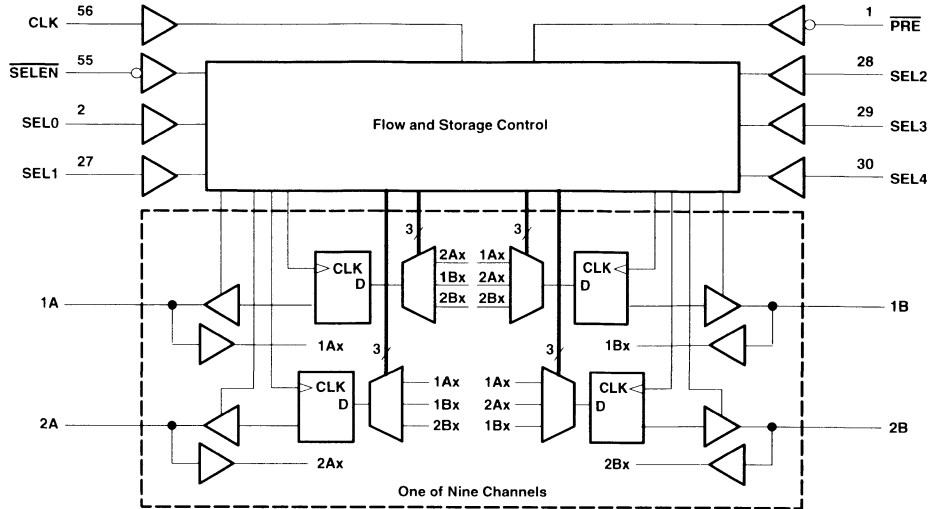 56
CLK
1
PRE
55
SELEN
28
SEL2
2
SEL0
29
SEL3
27
SEL1
30
SEL4
Flow and Storage Control
3
3
CLK
D
2Ax
1Bx
2Bx
1Ax
2Ax
2Bx
CLK
D
1A
1B
1Ax
1Bx
3
3
CLK
D
1Ax
1Bx
2Bx
1Ax
2Ax
1Bx
CLK
D
2A
2B
2Ax
2Bx
One of Nine Channels